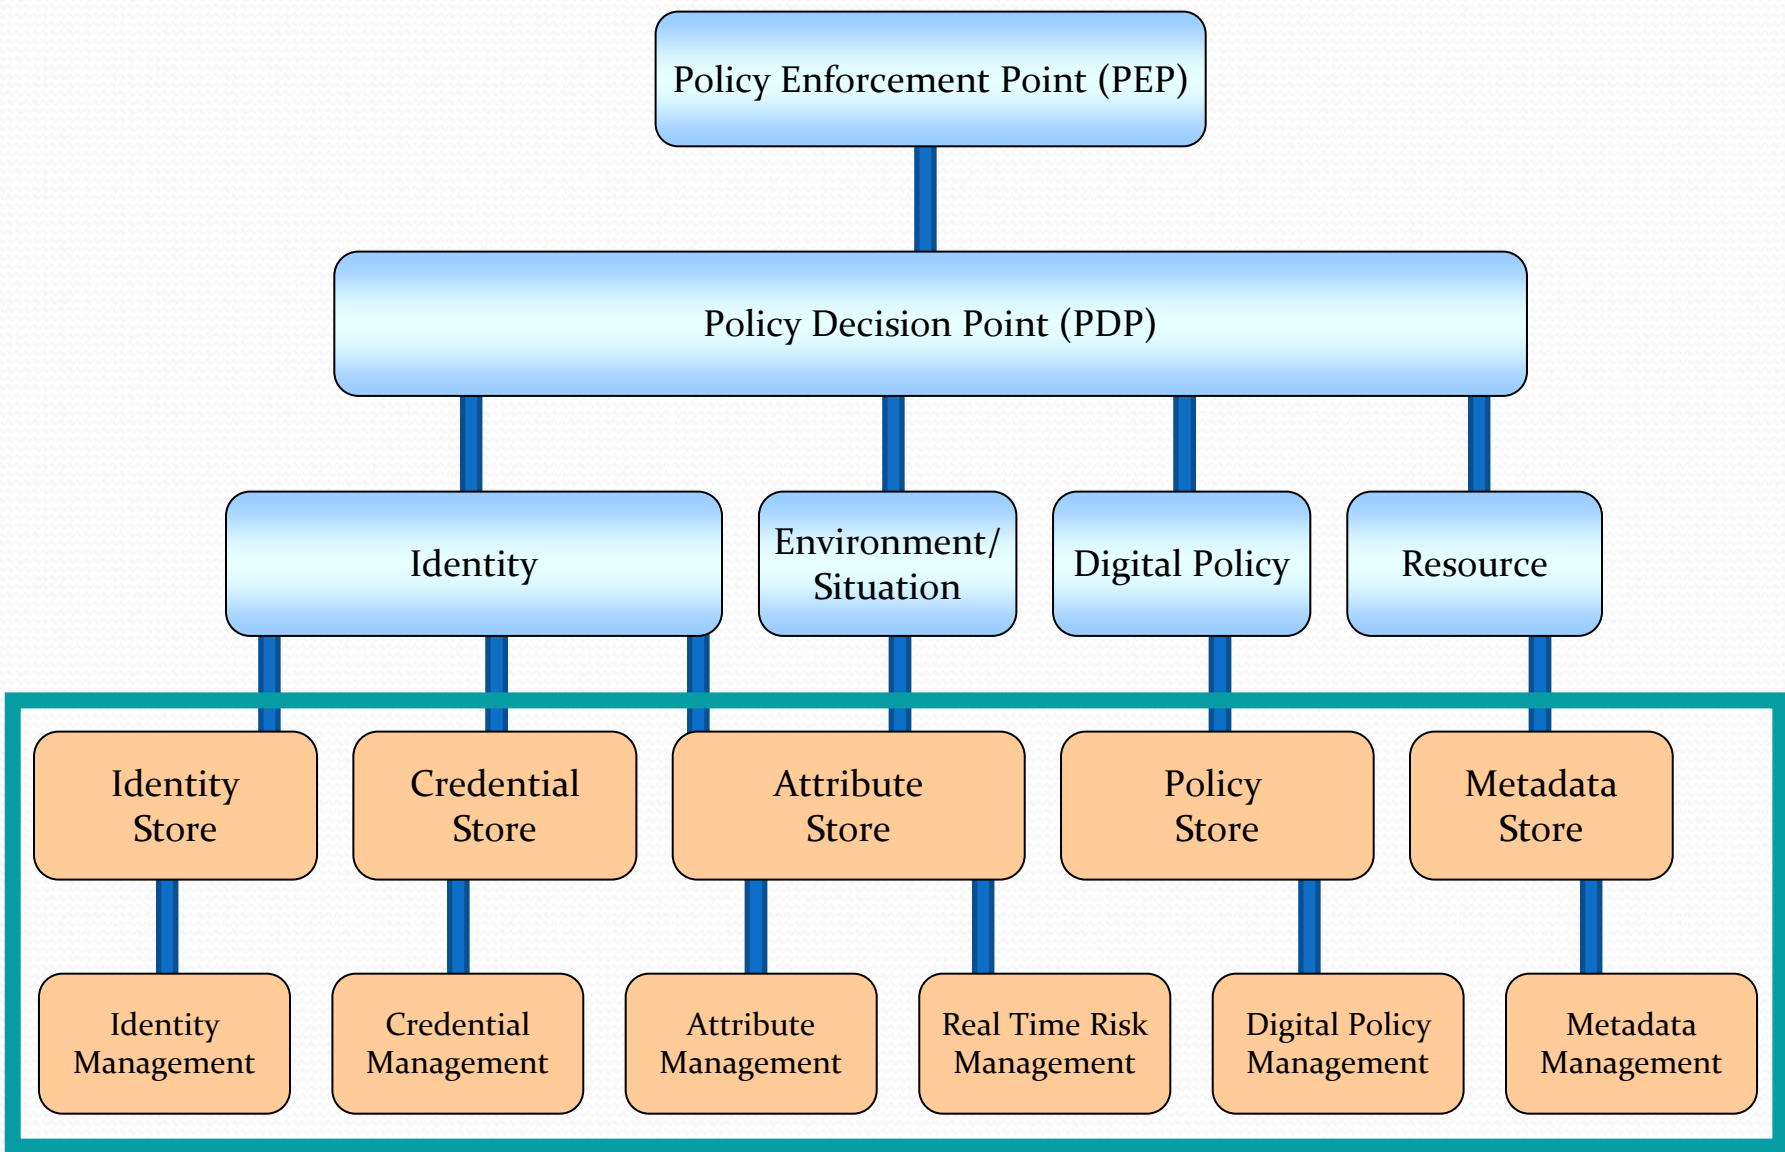 Policy Enforcement Point (PEP)
Policy Decision Point (PDP)
Identity
Environment/
Situation
Digital Policy
Resource
Identity
Store
Credential
Store
Attribute
Store
Policy
Store
Metadata
Store
Identity
Management
Credential
Management
Attribute
Management
Real Time Risk
Management
Digital Policy
Management
Metadata
Management